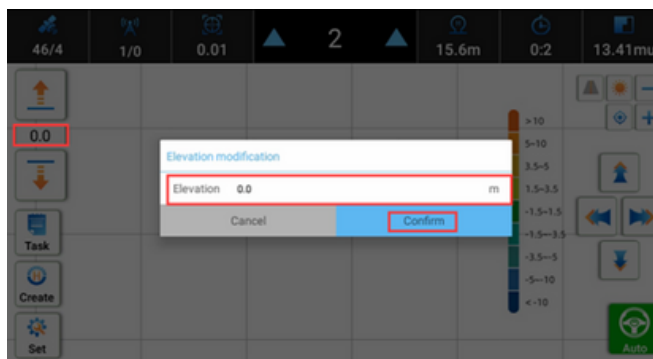 46/4
1/0
0.01
2
15.6m
0:2
13.41mu
0.0
Task
Create
Set
Elevation modification
Elevation 0.0 m
Cancel Confirm
>10
5~10
3.5~5
1.5~3.5
-1.5~1.5
-1.5~-3.5
-3.5~-5
-5~-10
<-10
Auto